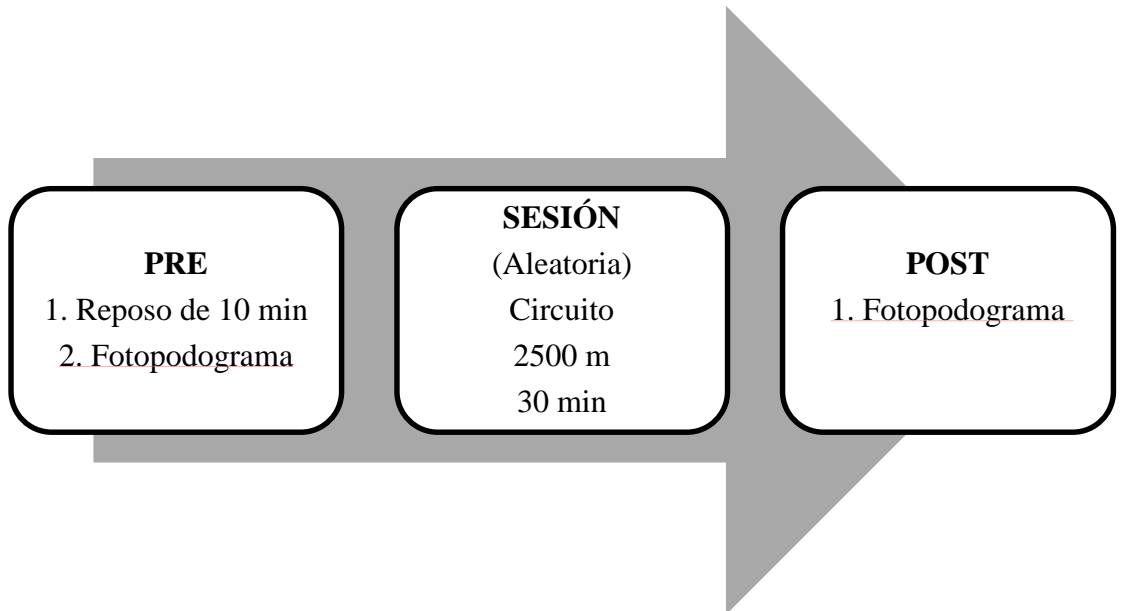 PRE
1. Reposo de 10 min
2. Fotopodograma
SESIÓN
(Aleatoria)
Circuito
2500 m
30 min
POST
1. Fotopodograma